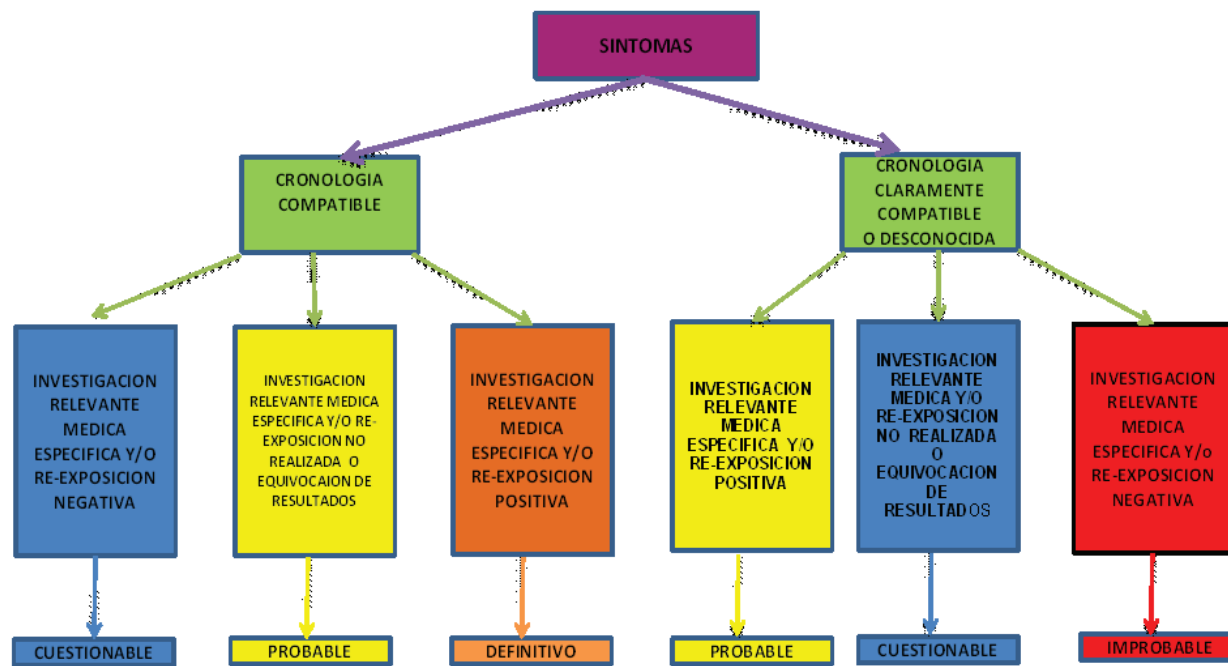 SINTOMAS
CRONOLOGIA
COMPATIBLE
CRONOLOGIA
CLARAMENTE
COMPATIBLE
O DESCONOCIDA
INVESTIGACION
RELEVANTE
MEDICA
ESPECIFICA Y/O
RE-EXPOSICION
NEGATIVA
INVESTIGACION
RELEVANTE MEDICA
ESPECIFICA Y/O RE-
EXPOSICION NO
REALIZADA O
EQUIVOCAION DE
RESULTADOS
INVESTIGACION
RELEVANTE
MEDICA
ESPECIFICA Y/O
RE-EXPOSICION
POSITIVA
INVESTIGACION
RELEVANTE
MEDICA
ESPECIFICA Y/O
RE-EXPOSICION
POSITIVA
INVESTIGACION
RELEVANTE
MEDICA Y/O
RE-EXPOSICION
NO REALIZADA
O
EQUIVOCACION
DE
RESULTADOS
INVESTIGACION
RELEVANTE
MEDICA
ESPECIFICA Y/o
RE-EXPOSICION
NEGATIVA
CUESTIONABLE
PROBABLE
DEFINITIVO
PROBABLE
CUESTIONABLE
IMPROBABLE